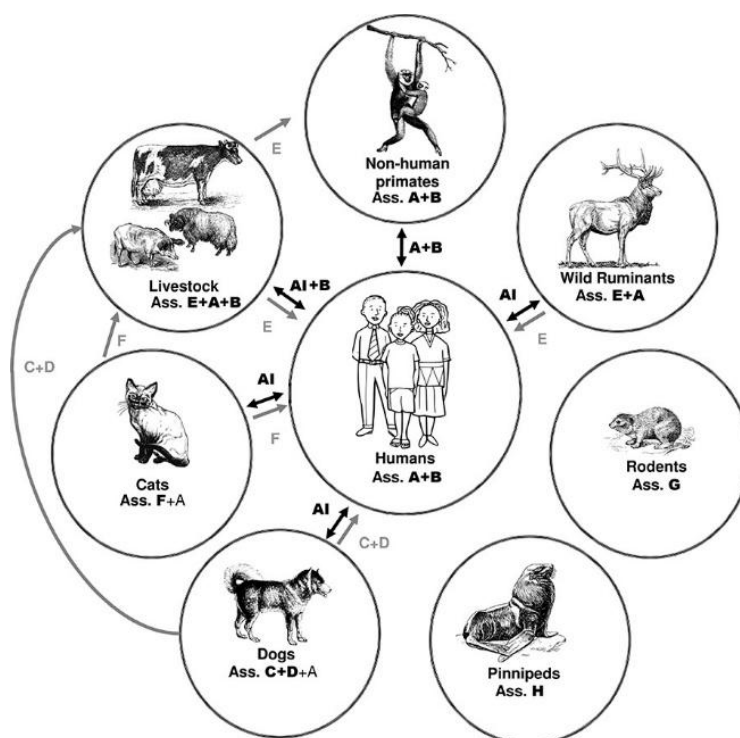 Non-human
primates
Ass. A+B
E
Livestock
Ass. E+A+B
A+B
Wild Ruminants
Ass. E+A
AI+B
E
AI
E
C+D
F
AI
F
Humans
Ass. A+B
Cats
Ass. F+A
Rodents
Ass. G
AI
C+D
Dogs
Ass. C+D+A
Pinnipeds
Ass. H